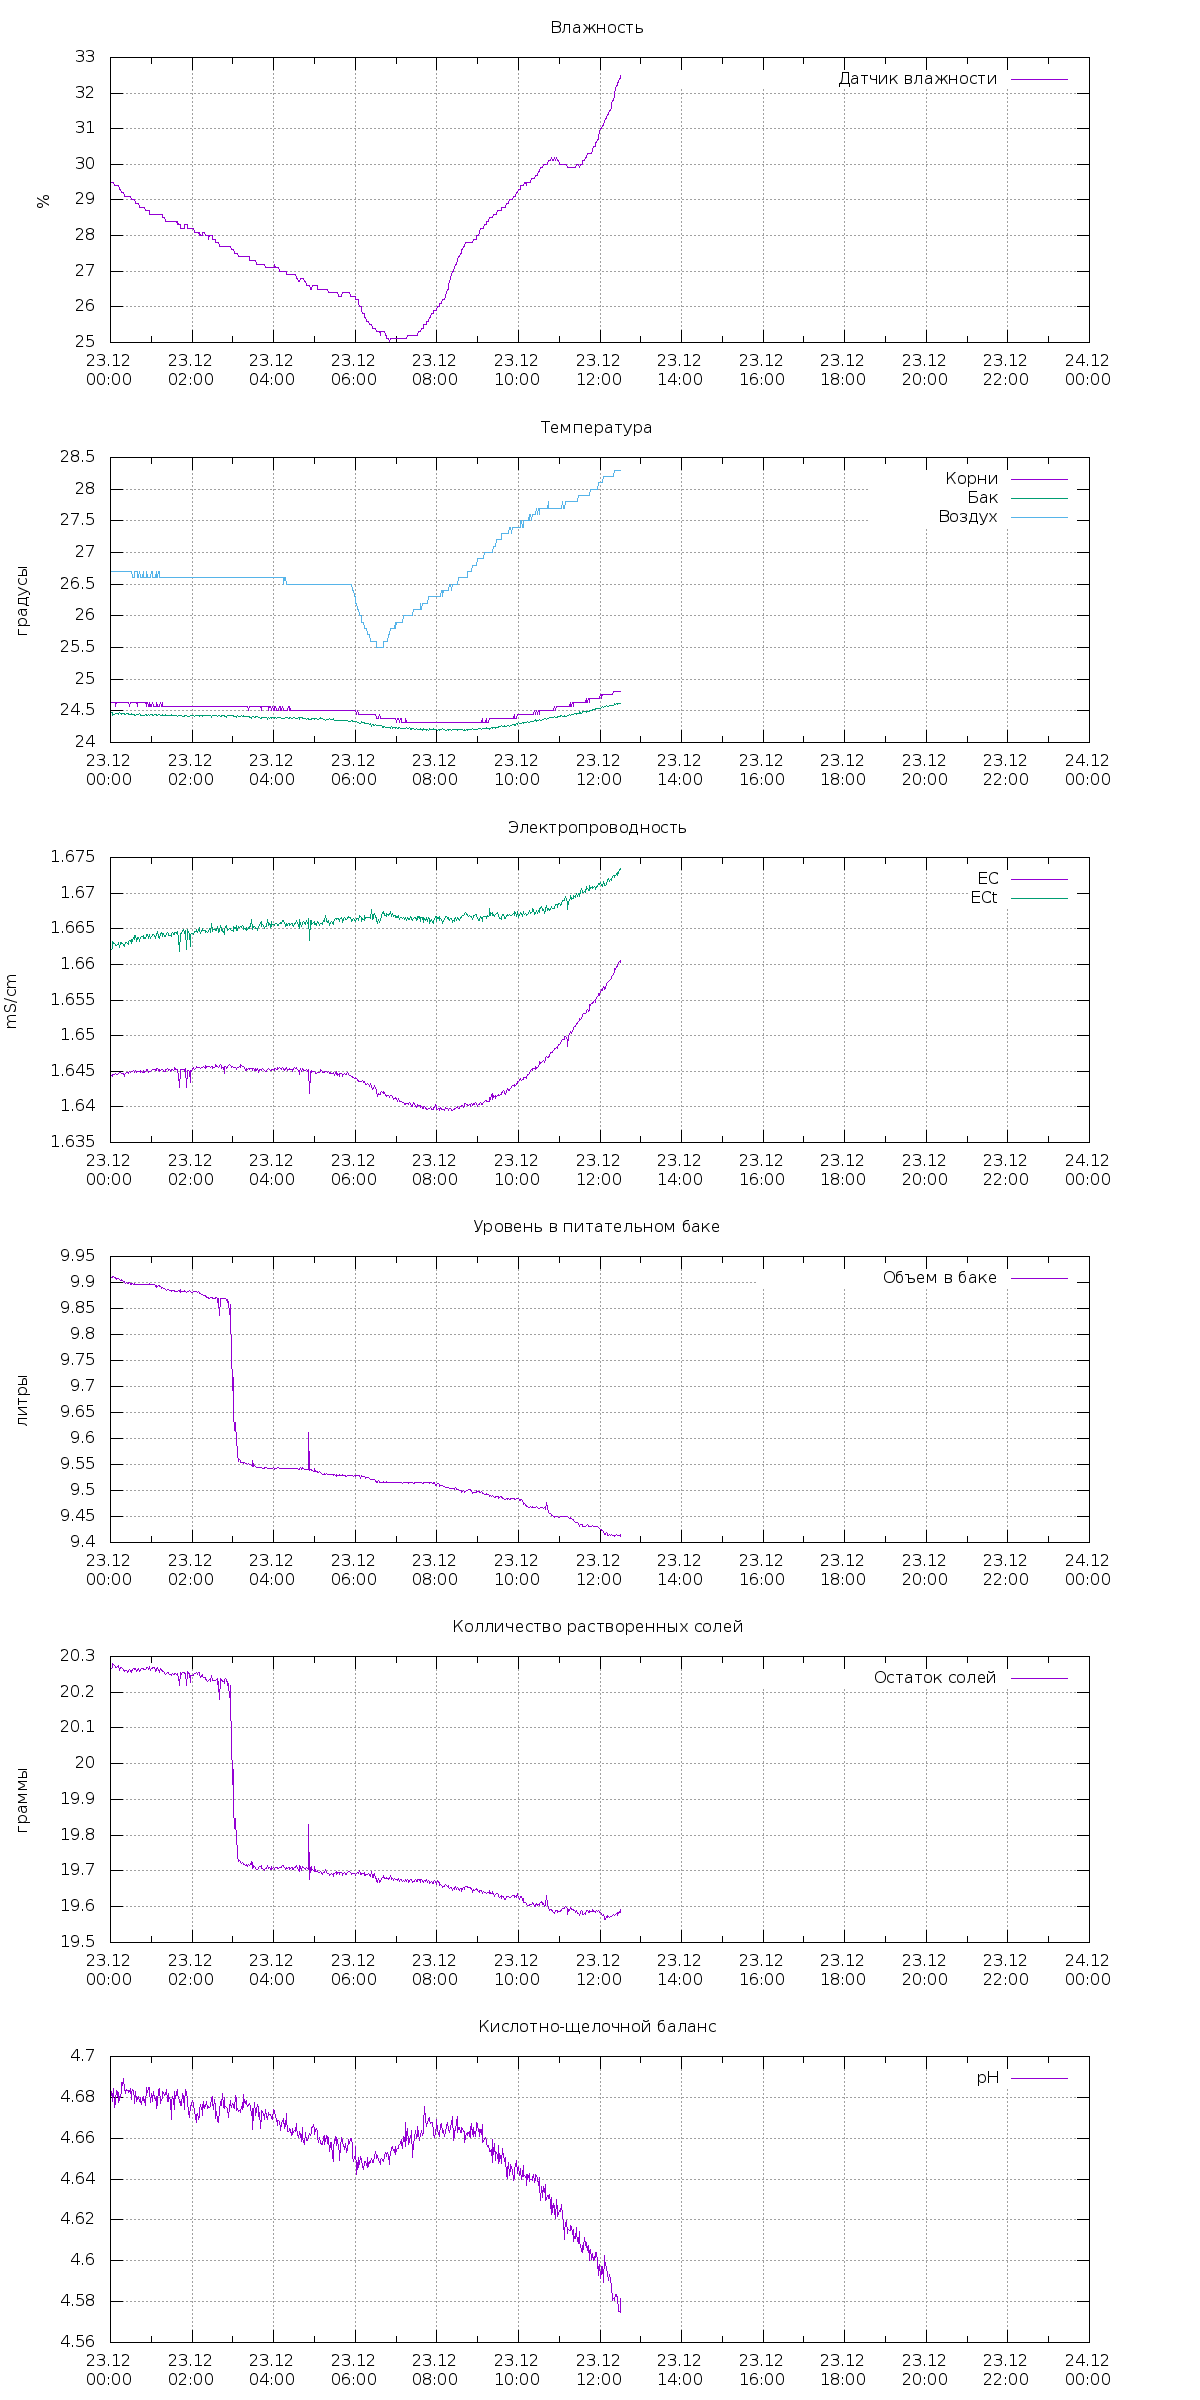 Влажность
33
32
31
30
29
28
27
26
25
%
Датчик влажности
23.12 23.12 23.12 23.12 23.12 23.12 23.12 23.12 23.12 23.12 23.12 23.12 24.12
00:00 02:00 04:00 06:00 08:00 10:00 12:00 14:00 16:00 18:00 20:00 22:00 00:00
Температура
28.5
28
27.5
27
26.5
26
25.5
25
24.5
24
градусы
Корни
Бак
Воздух
23.12 23.12 23.12 23.12 23.12 23.12 23.12 23.12 23.12 23.12 23.12 23.12 24.12
00:00 02:00 04:00 06:00 08:00 10:00 12:00 14:00 16:00 18:00 20:00 22:00 00:00
Электропроводность
1.675
1.67
1.665
1.66
1.655
1.65
1.645
1.64
1.635
mS/cm
EC
ECt
23.12 23.12 23.12 23.12 23.12 23.12 23.12 23.12 23.12 23.12 23.12 23.12 24.12
00:00 02:00 04:00 06:00 08:00 10:00 12:00 14:00 16:00 18:00 20:00 22:00 00:00
Уровень в питательном баке
9.95
9.9
9.85
9.8
9.75
9.7
9.65
9.6
9.55
9.5
9.45
9.4
литры
Объем в баке
23.12 23.12 23.12 23.12 23.12 23.12 23.12 23.12 23.12 23.12 23.12 23.12 24.12
00:00 02:00 04:00 06:00 08:00 10:00 12:00 14:00 16:00 18:00 20:00 22:00 00:00
Колличество растворенных солей
20.3
20.2
20.1
20
19.9
19.8
19.7
19.6
19.5
граммы
Остаток солей
23.12 23.12 23.12 23.12 23.12 23.12 23.12 23.12 23.12 23.12 23.12 23.12 24.12
00:00 02:00 04:00 06:00 08:00 10:00 12:00 14:00 16:00 18:00 20:00 22:00 00:00
Кислотно-щелочной баланс
4.7
4.68
4.66
4.64
4.62
4.6
4.58
4.56
pH
23.12 23.12 23.12 23.12 23.12 23.12 23.12 23.12 23.12 23.12 23.12 23.12 24.12
00:00 02:00 04:00 06:00 08:00 10:00 12:00 14:00 16:00 18:00 20:00 22:00 00:00